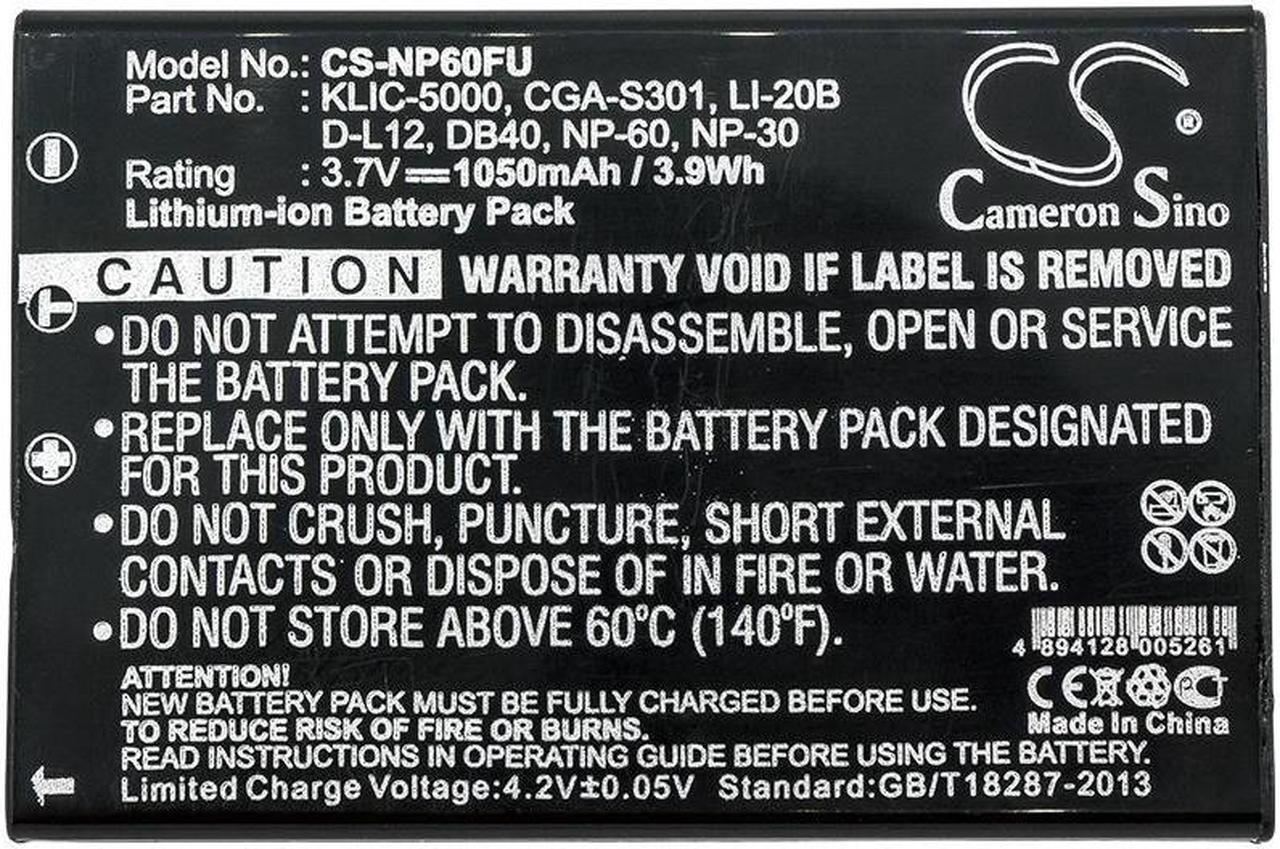 Model No.: CS-NP60FU
Part No. : KLIC-5000, CGA-S301, LI-20B
D-L12, DB40, NP-60, NP-30
Rating : 3.7V 1050mAh / 3.9Wh
Lithium-ion Battery Pack
CS ®
Cameron Sino
CAUTION WARRANTY VOID IF LABEL IS REMOVED
T
•DO NOT ATTEMPT TO DISASSEMBLE, OPEN OR SERVICE
THE BATTERY PACK.
•REPLACE ONLY WITH THE BATTERY PACK DESIGNATED
FOR THIS PRODUCT.
•DO NOT CRUSH, PUNCTURE, SHORT EXTERNAL
CONTACTS OR DISPOSE OF IN FIRE OR WATER.
•DO NOT STORE ABOVE 60ºC (140ºF).
4 894128 005261
ATTENTION!
NEW BATTERY PACK MUST BE FULLY CHARGED BEFORE USE.
CE
TO REDUCE RISK OF FIRE OR BURNS.
Made In China
READ INSTRUCTIONS IN OPERATING GUIDE BEFORE USING THE BATTERY.
Limited Charge Voltage:4.2V±0.05V Standard:GB/T18287-2013